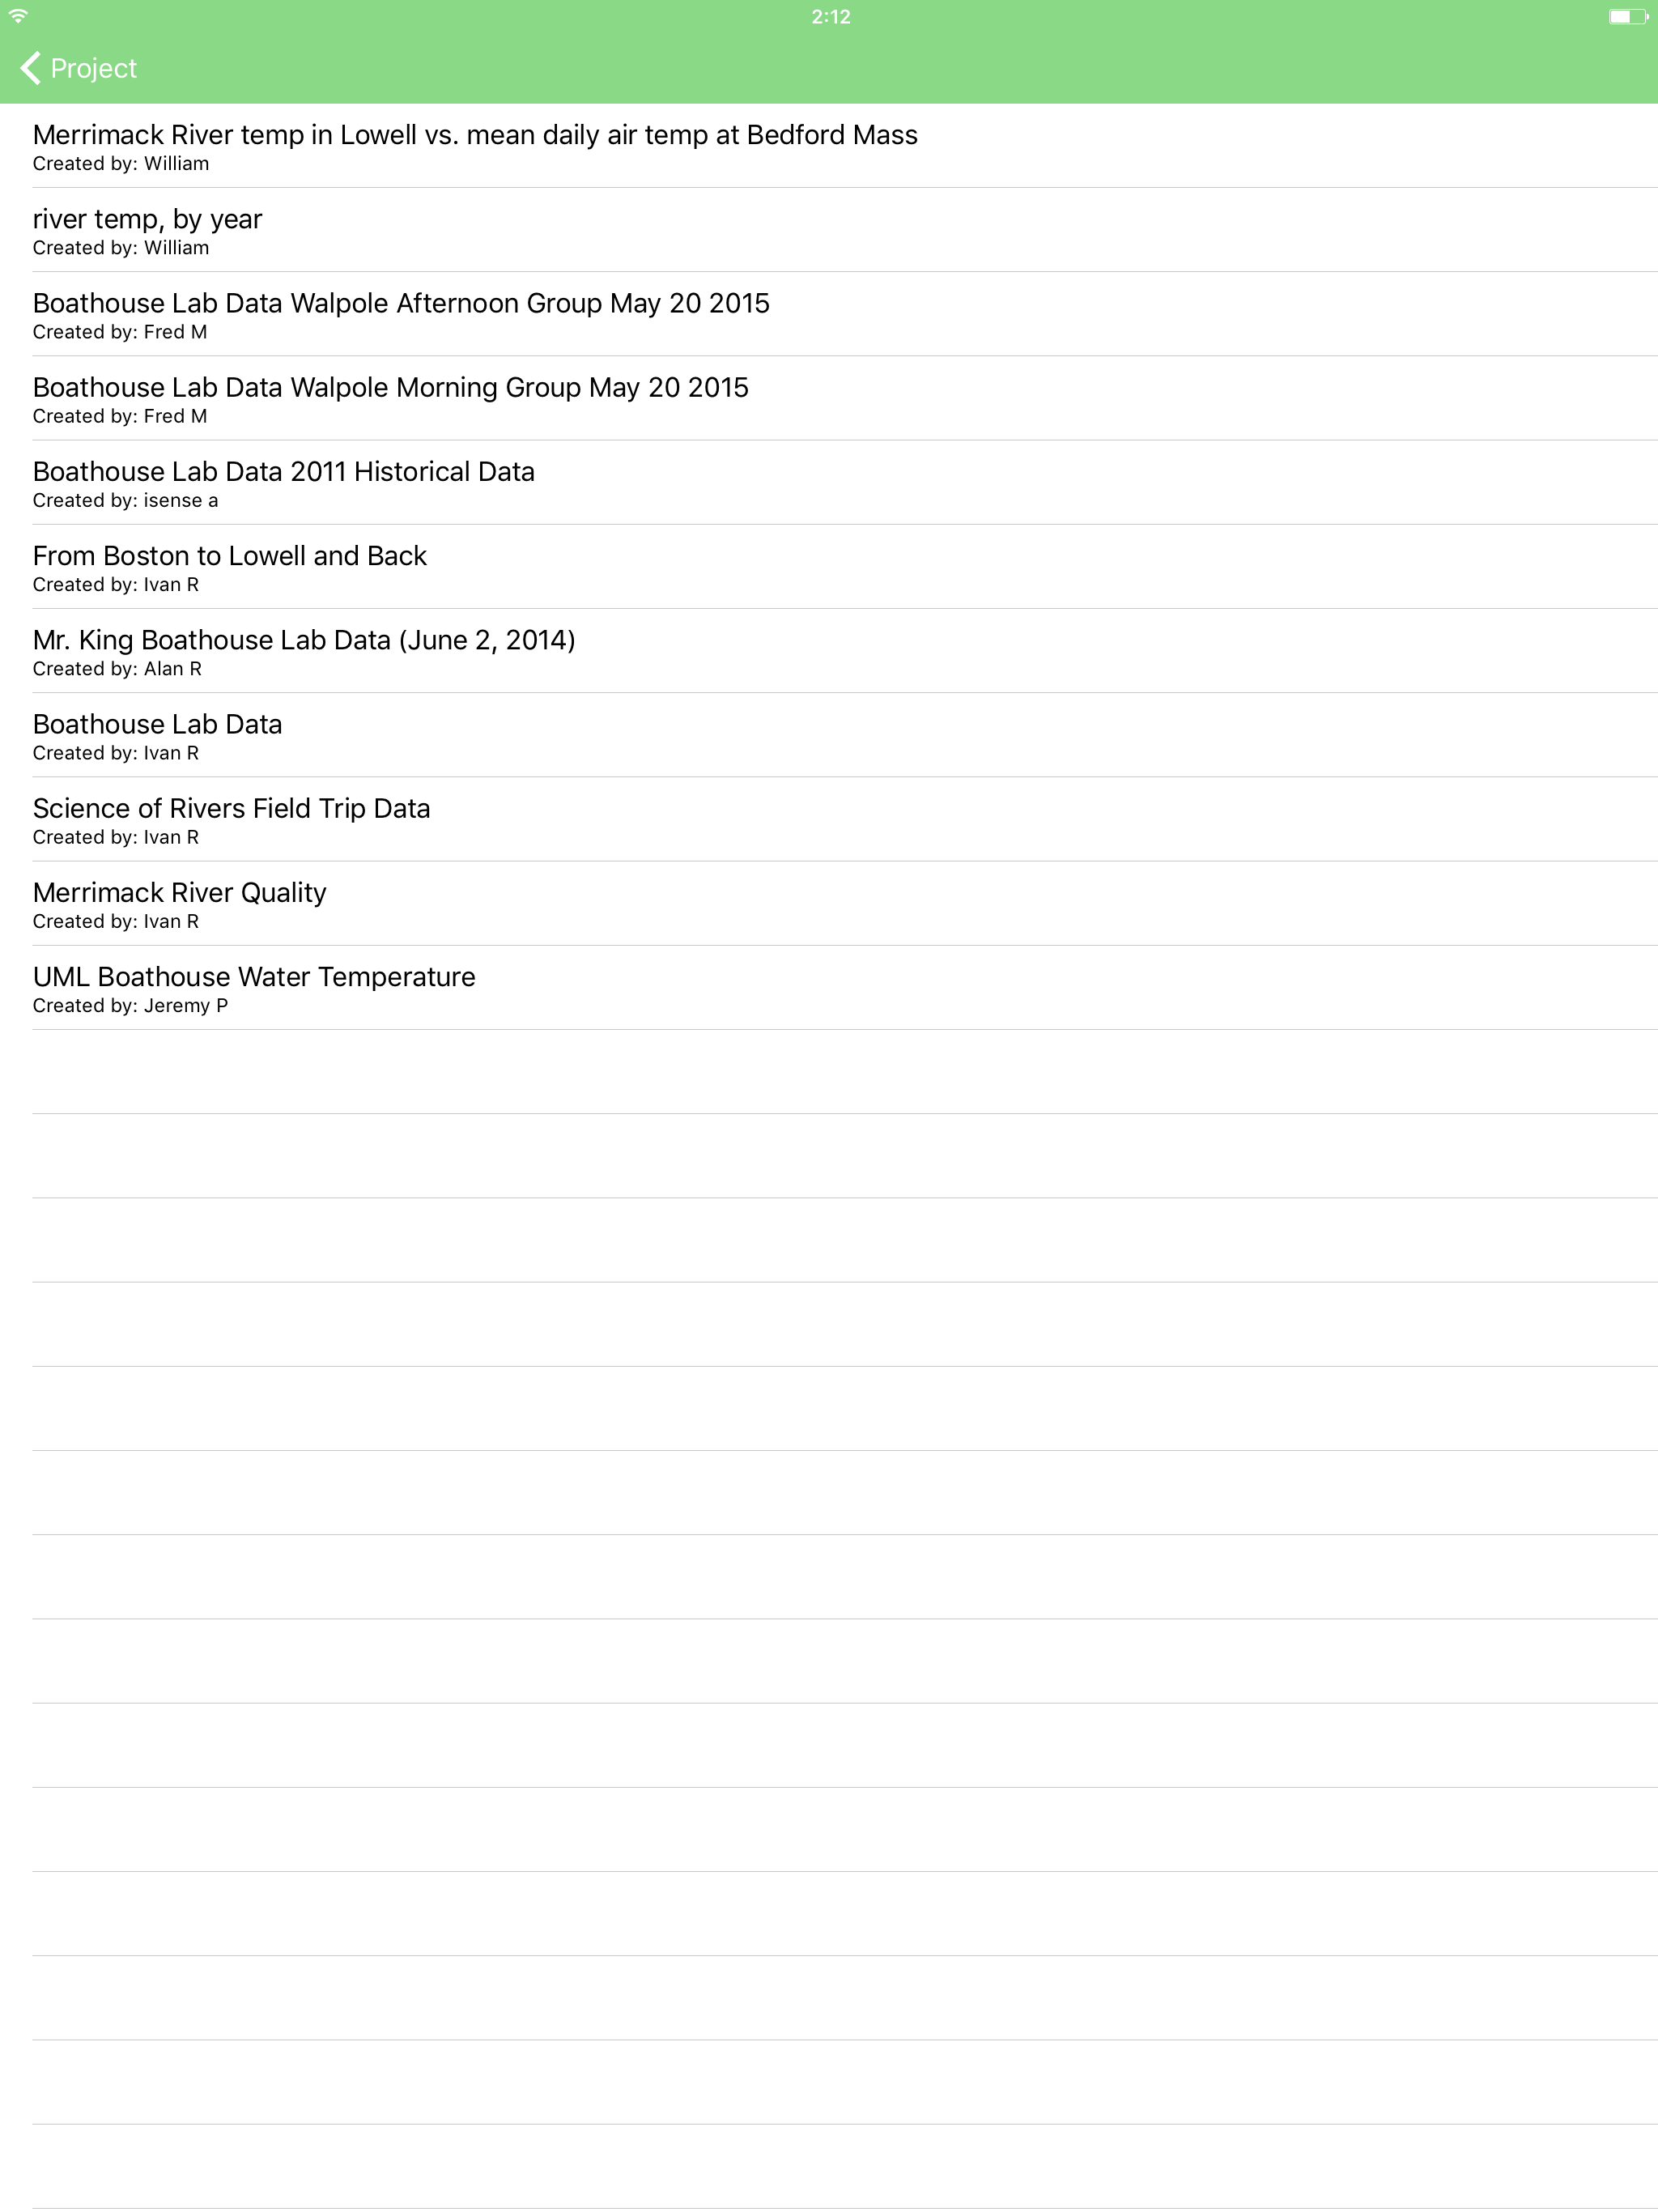 2:12
Project
Merrimack River temp in Lowell vs. mean daily air temp at Bedford Mass
Created by: William
river temp, by year
Created by: William
Boathouse Lab Data Walpole Afternoon Group May 20 2015
Created by: Fred M
Boathouse Lab Data Walpole Morning Group May 20 2015
Created by: Fred M
Boathouse Lab Data 2011 Historical Data
Created by: isense a
From Boston to Lowell and Back
Created by: Ivan R
Mr. King Boathouse Lab Data (June 2, 2014)
Created by: Alan R
Boathouse Lab Data
Created by: Ivan R
Science of Rivers Field Trip Data
Created by: Ivan R
Merrimack River Quality
Created by: Ivan R
UML Boathouse Water Temperature
Created by: Jeremy P